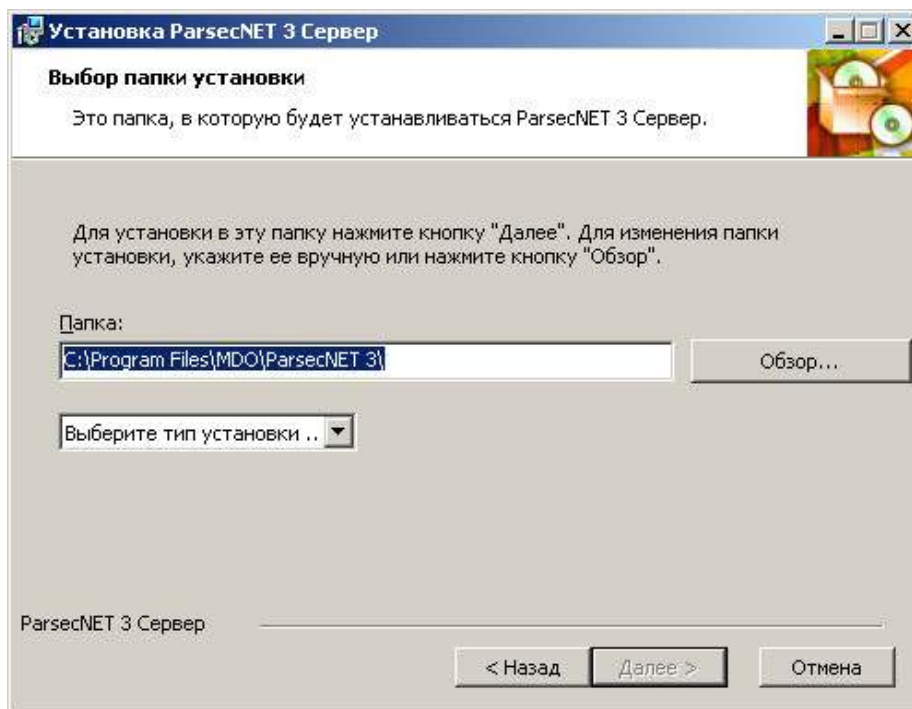 Установка ParsecNET 3 Сервер
Выбор папки установки
Это папка, в которую будет устанавливаться ParsecNET 3 Сервер.
Для установки в эту папку нажмите кнопку "Далее". Для изменения папки
установки, укажите ее вручную или нажмите кнопку "Обзор".
Папка:
C:\Program Files\MDO\ParsecNET 3\
Обзор...
Выберите тип установки ..
ParsecNET 3 Сервер
< Назад
Далее >
Отмена